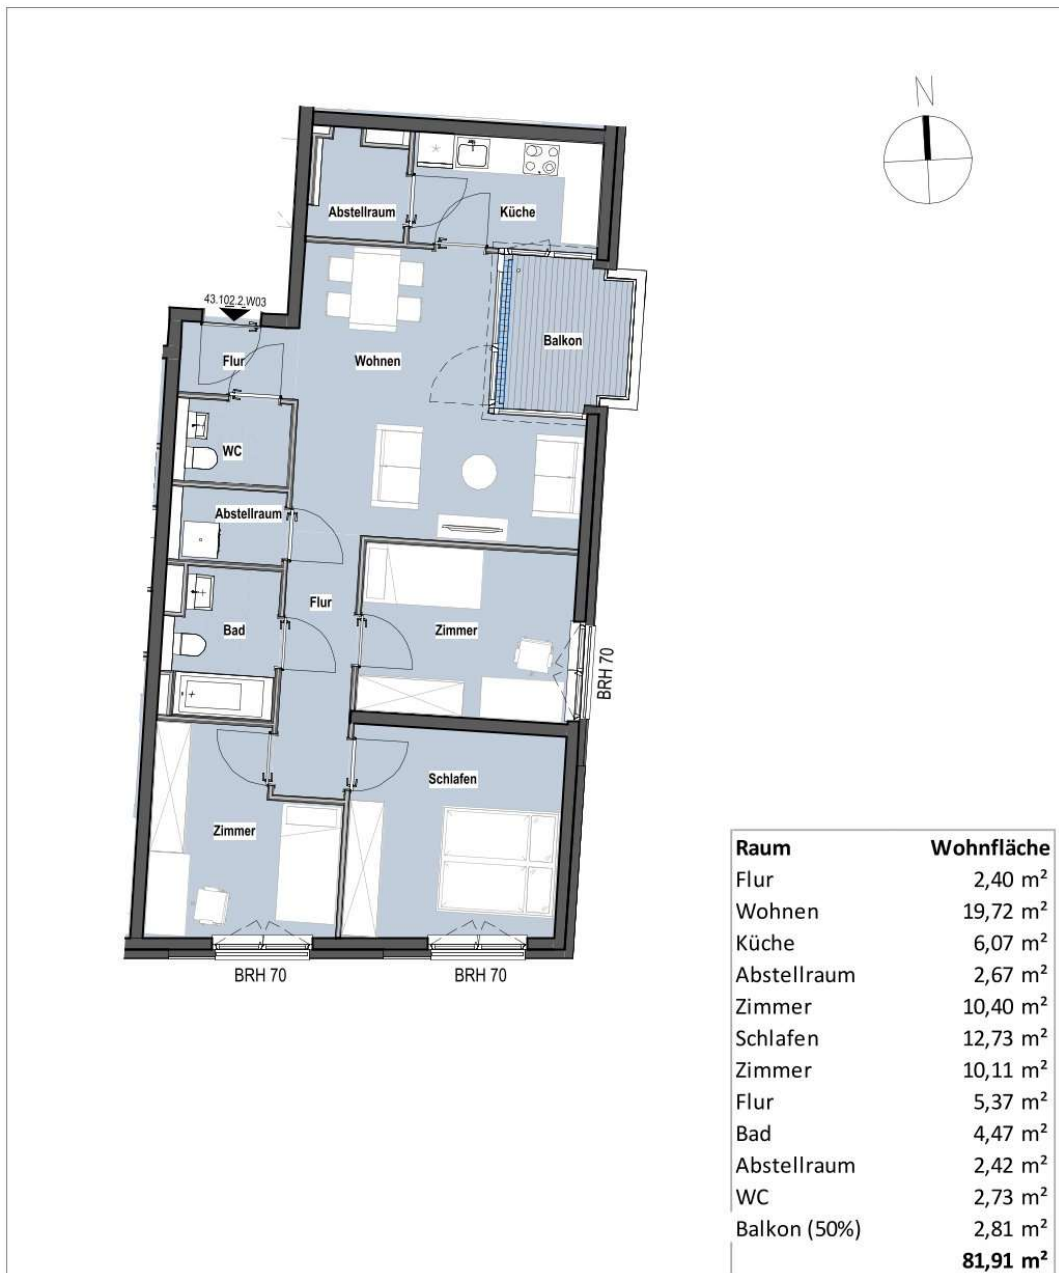 N
Abstellraum
Küche
43.102.2.W03
Flur
Wohnen
Balkon
WC
Abstellraum
Flur
Bad
Zimmer
BRH 70
Schlafen
Zimmer
BRH 70
BRH 70
Raum Wohnfläche
Flur 2,40 m²
Wohnen 19,72 m²
Küche 6,07 m²
Abstellraum 2,67 m²
Zimmer 10,40 m²
Schlafen 12,73 m²
Zimmer 10,11 m²
Flur 5,37 m²
Bad 4,47 m²
Abstellraum 2,42 m²
WC 2,73 m²
Balkon (50%) 2,81 m²
81,91 m²